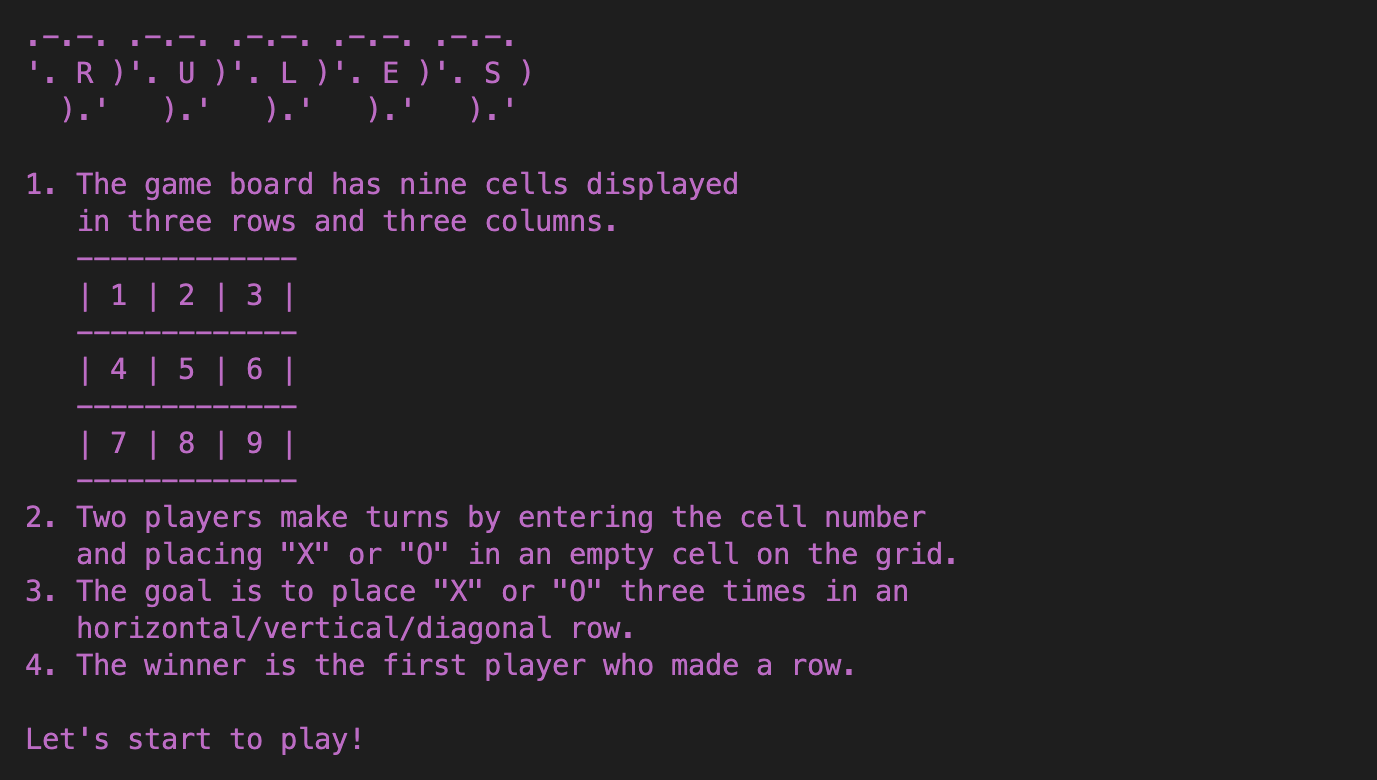 .-.-. .-.-. .-.-. .-.-. .-.-.
'. R )'. U )'. L )'. E )'. S )
  ).'   ).'   ).'   ).'   ).'
1. The game board has nine cells displayed
   in three rows and three columns.
   -------------
   | 1 | 2 | 3 |
   -------------
   | 4 | 5 | 6 |
   -------------
   | 7 | 8 | 9 |
   -------------
2. Two players make turns by entering the cell number
   and placing "X" or "O" in an empty cell on the grid.
3. The goal is to place "X" or "O" three times in an
   horizontal/vertical/diagonal row.
4. The winner is the first player who made a row.
Let's start to play!